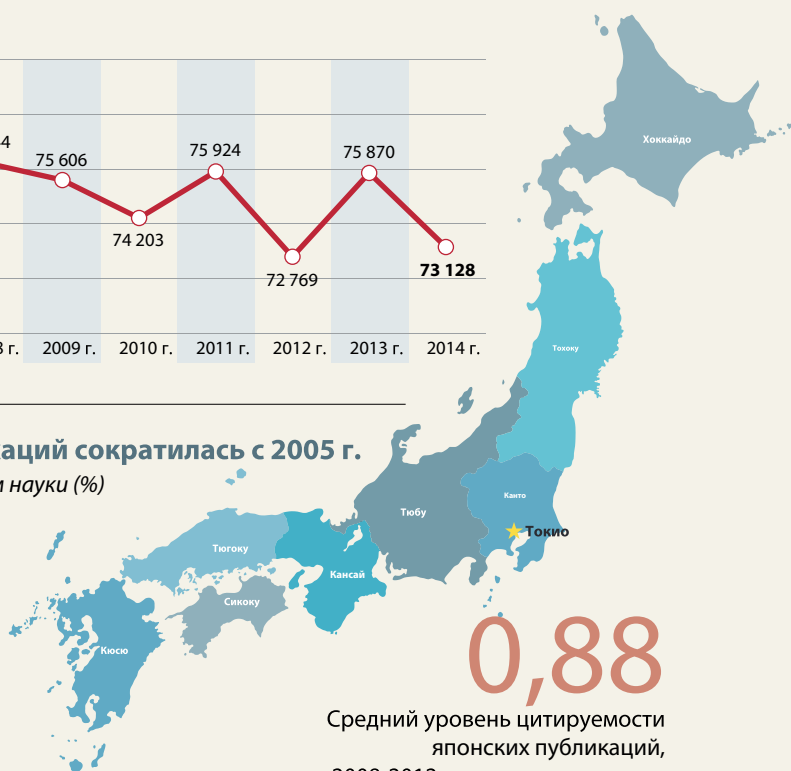 75 606
74 203
75 924
72 769
75 870
73 128
2009 г.
2010 г.
2011 г.
2012 г.
2013 г.
2014 г.
сократилась с 2005 г.
науки (%)
Хоккайдо
Тохоку
Канто
Токио
Тюбу
Тюгоку
Кансай
Сикоку
Кюсю
0,88
Средний уровень цитируемости
японских публикаций,